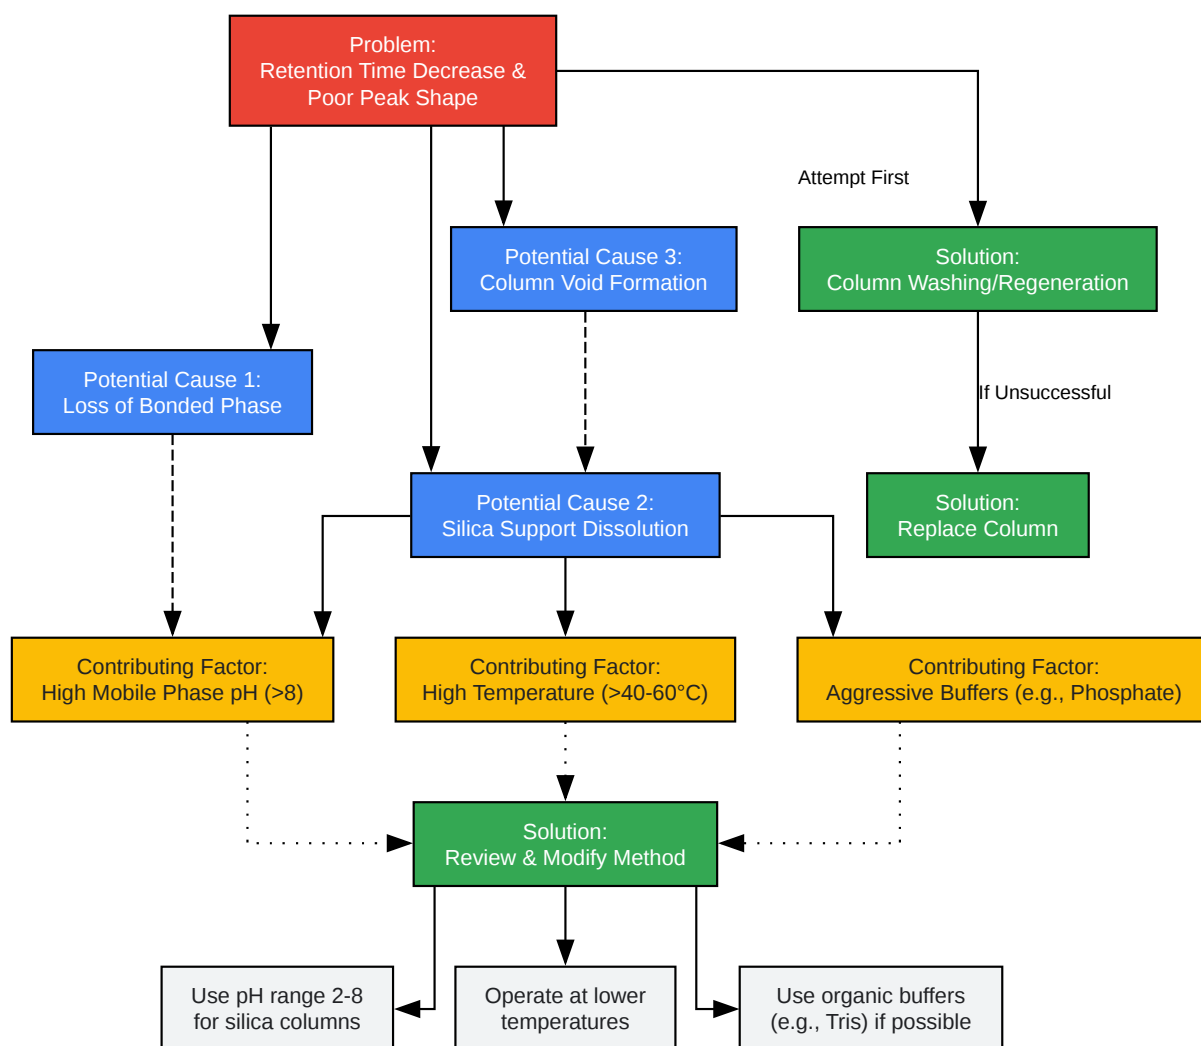 Problem:
Retention Time Decrease &
Poor Peak Shape
Attempt First
Potential Cause 3:
Column Void Formation
Solution:
Column Washing/Regeneration
Potential Cause 1:
Loss of Bonded Phase
If Unsuccessful
Potential Cause 2:
Silica Support Dissolution
Solution:
Replace Column
Contributing Factor:
High Mobile Phase pH (>8)
Contributing Factor:
High Temperature (>40-60°C)
Contributing Factor:
Aggressive Buffers (e.g., Phosphate)
Solution:
Review & Modify Method
Use pH range 2-8
for silica columns
Operate at lower
temperatures
Use organic buffers
(e.g., Tris) if possible